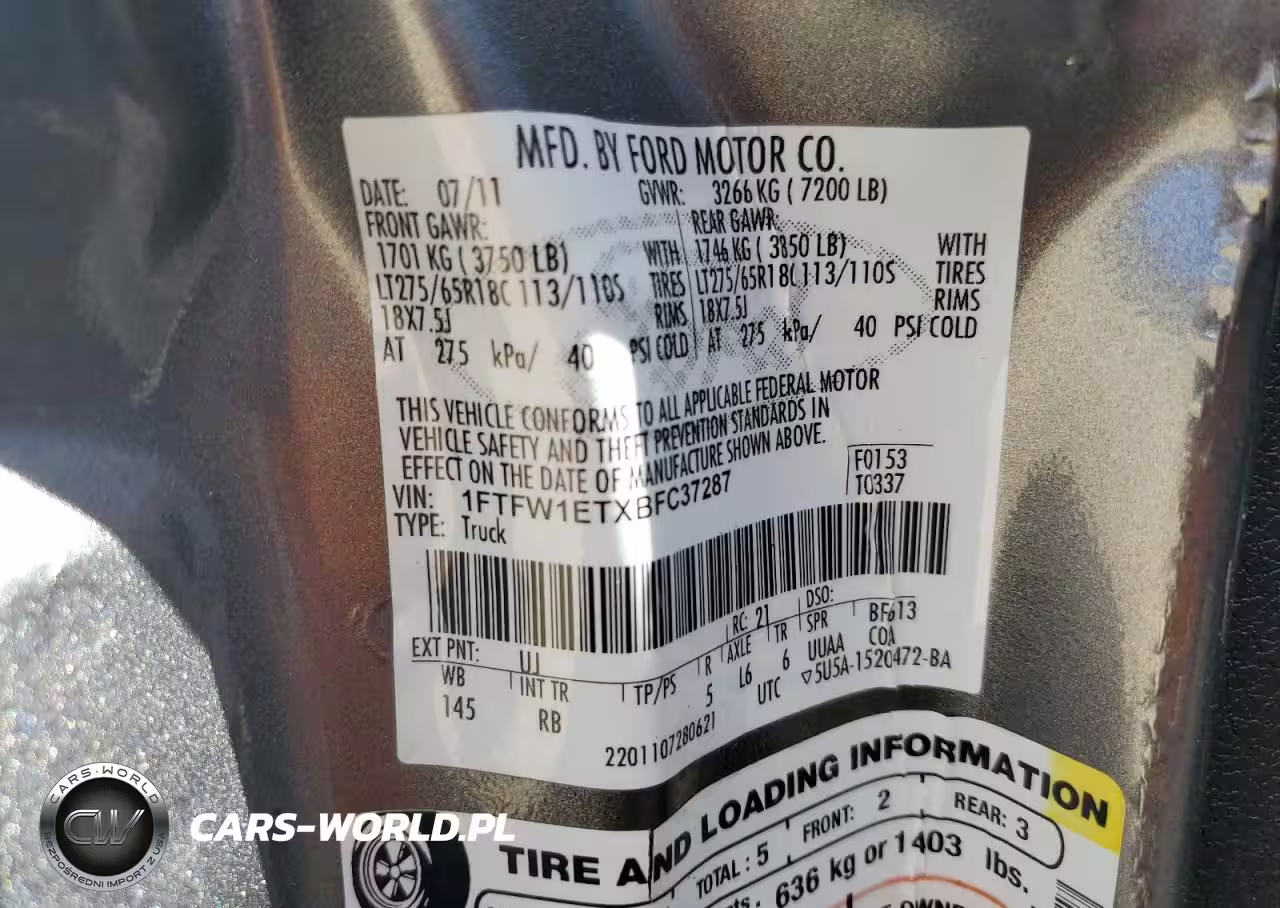 MFD. BY FORD MOTOR CO.
DATE: 07/11 GVWR: 3266 KG ( 7200 LB)
FRONT GAWR: REAR GAWR:
1701 KG ( 3750 LB) WITH 1746 KG ( 3850 LB) WITH
LT275/65R18C 113/110S TIRES LT275/65R18C 113/110S TIRES
18X7.5J RIMS 18X7.5J RIMS
AT 275 kPa/ 40 PSI COLD AT 275 kPa/ 40 PSI COLD
THIS VEHICLE CONFORMS TO ALL APPLICABLE FEDERAL MOTOR
VEHICLE SAFETY AND THEFT PREVENTION STANDARDS IN
EFFECT ON THE DATE OF MANUFACTURE SHOWN ABOVE.
F0153
VIN: 1FTFW1ETXBFC37287
T0337
TYPE: Truck
EXT PNT: UJ RC: 21 DSO: BF613
WB INT TR TP/PS R AXLE TR SPR COA
145 RB 5 L6 6 UUAA
UTC ▽5U5A-1520472-BA
2201107280621
TIRE AND LOADING INFORMATION
TOTAL : 5 FRONT: 2 REAR: 3
636 kg or 1403 lbs.
CARS-WORLD
CW
BEZPOŚREDNI IMPORT Z USA
CARS-WORLD.PL